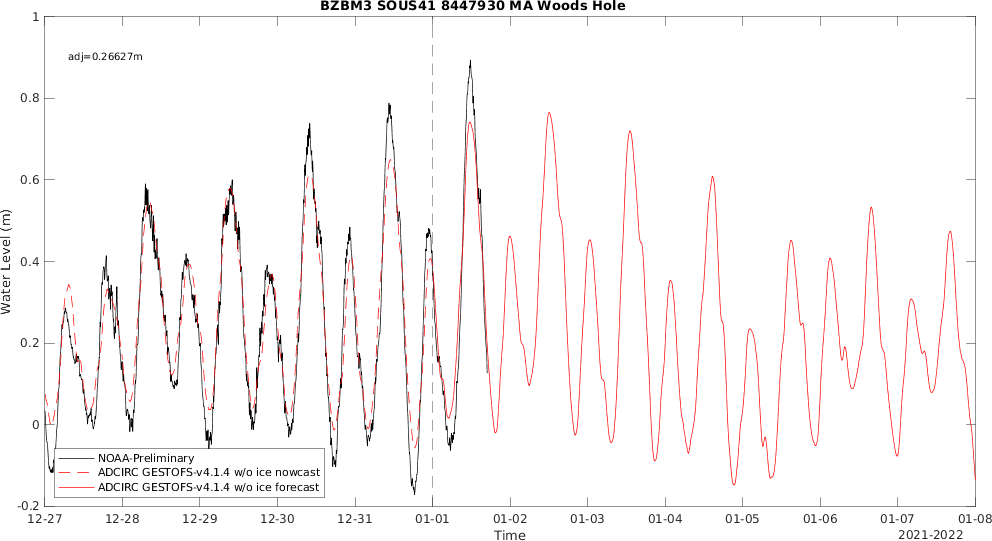 BZBM3 SOUS41 8447930 MA Woods Hole
adj=0.26627m
1
0.8
0.6
0.4
0.2
0
-0.2
Water Level (m)
NOAA-Preliminary
ADCIRC GESTOFS-v4.1.4 w/o ice nowcast
ADCIRC GESTOFS-v4.1.4 w/o ice forecast
12-27 12-28 12-29 12-30 12-31 01-01 01-02 01-03 01-04 01-05 01-06 01-07 01-08
Time
2021-2022